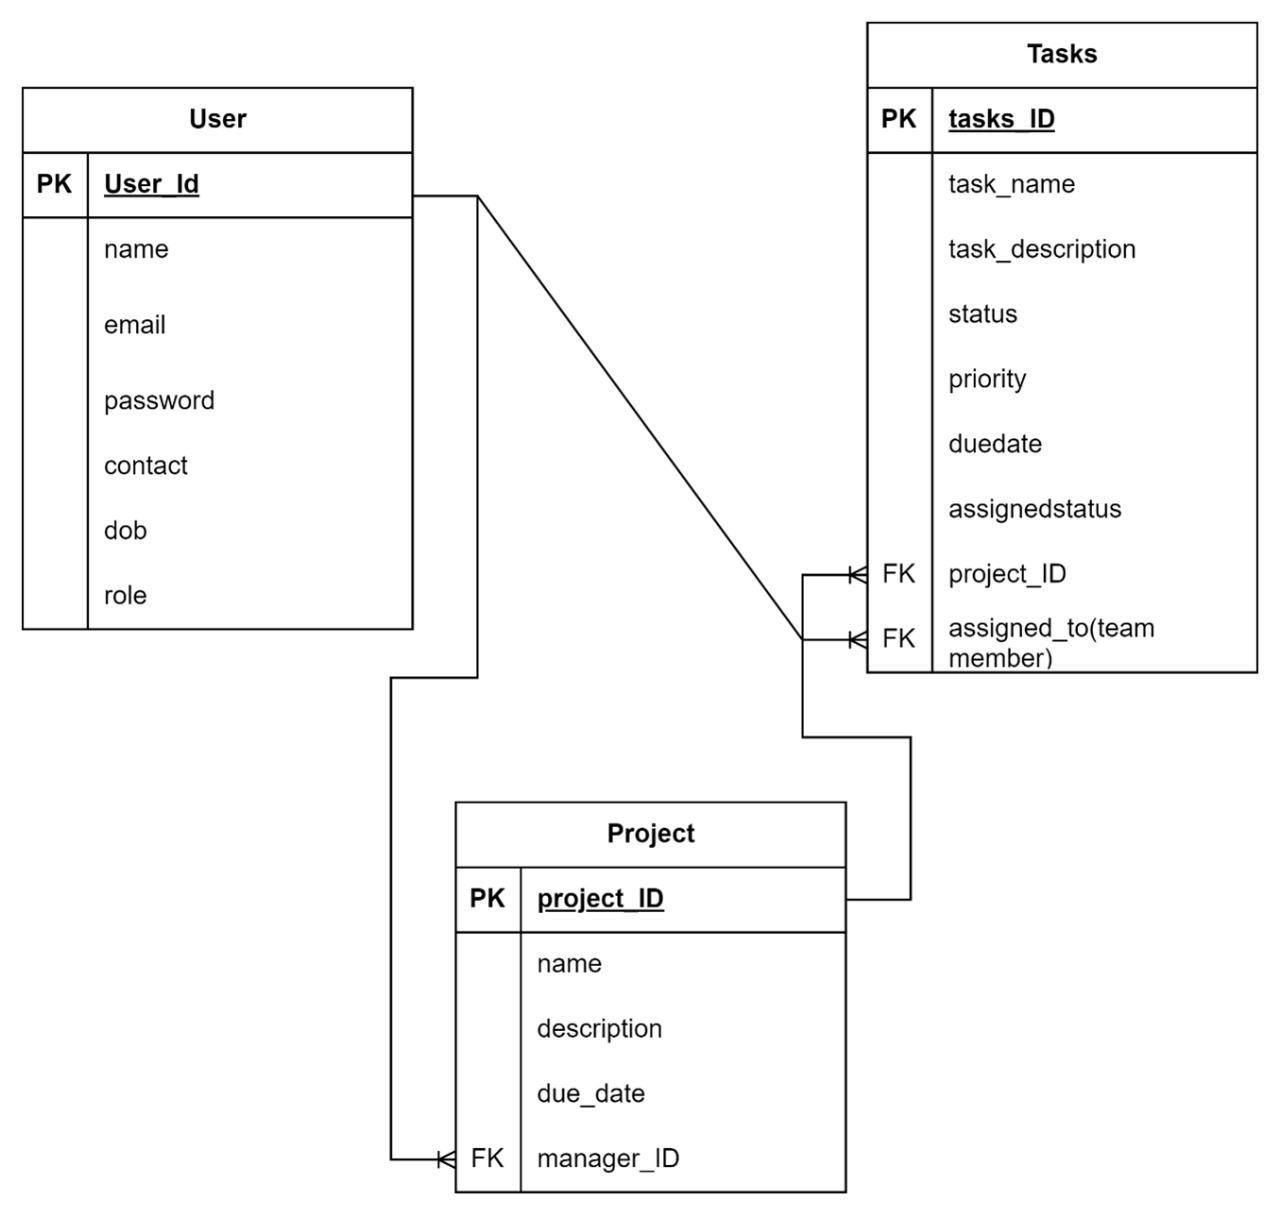 User
PK User_Id
name
email
password
contact
dob
role
Tasks
PK tasks_ID
task_name
task_description
status
priority
duedate
assignedstatus
FK project_ID
FK assigned_to(team
member)
Project
PK project_ID
name
description
due_date
FK manager_ID